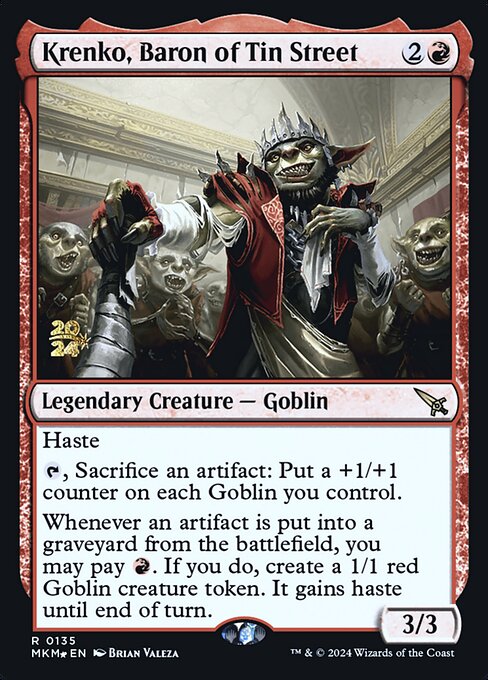 Krenko, Baron of Tin Street 2
20
24
Legendary Creature — Goblin
Haste
, Sacrifice an artifact: Put a +1/+1
counter on each Goblin you control.
Whenever an artifact is put into a
graveyard from the battlefield, you
may pay . If you do, create a 1/1 red
Goblin creature token. It gains haste
until end of turn.
3/3
R 0135
MKM★EN Brian Valeza
™ & © 2024 Wizards of the Coast